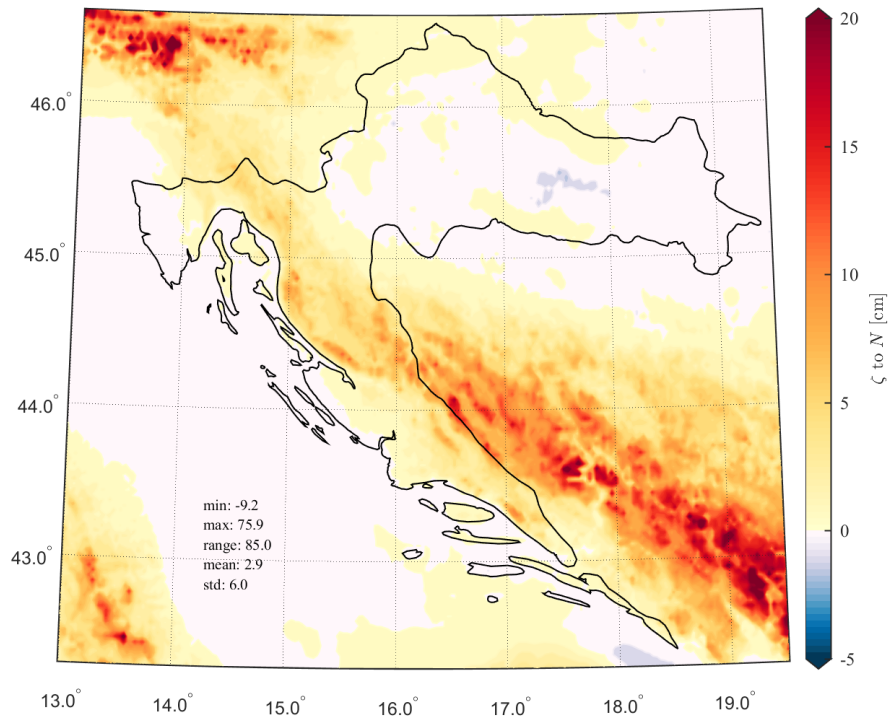 46.0°
45.0°
44.0°
43.0°
13.0°
14.0°
15.0°
16.0°
17.0°
18.0°
19.0°
min: -9.2
max: 75.9
range: 85.0
mean: 2.9
std: 6.0
20
15
10
5
0
-5
ζ to N [cm]